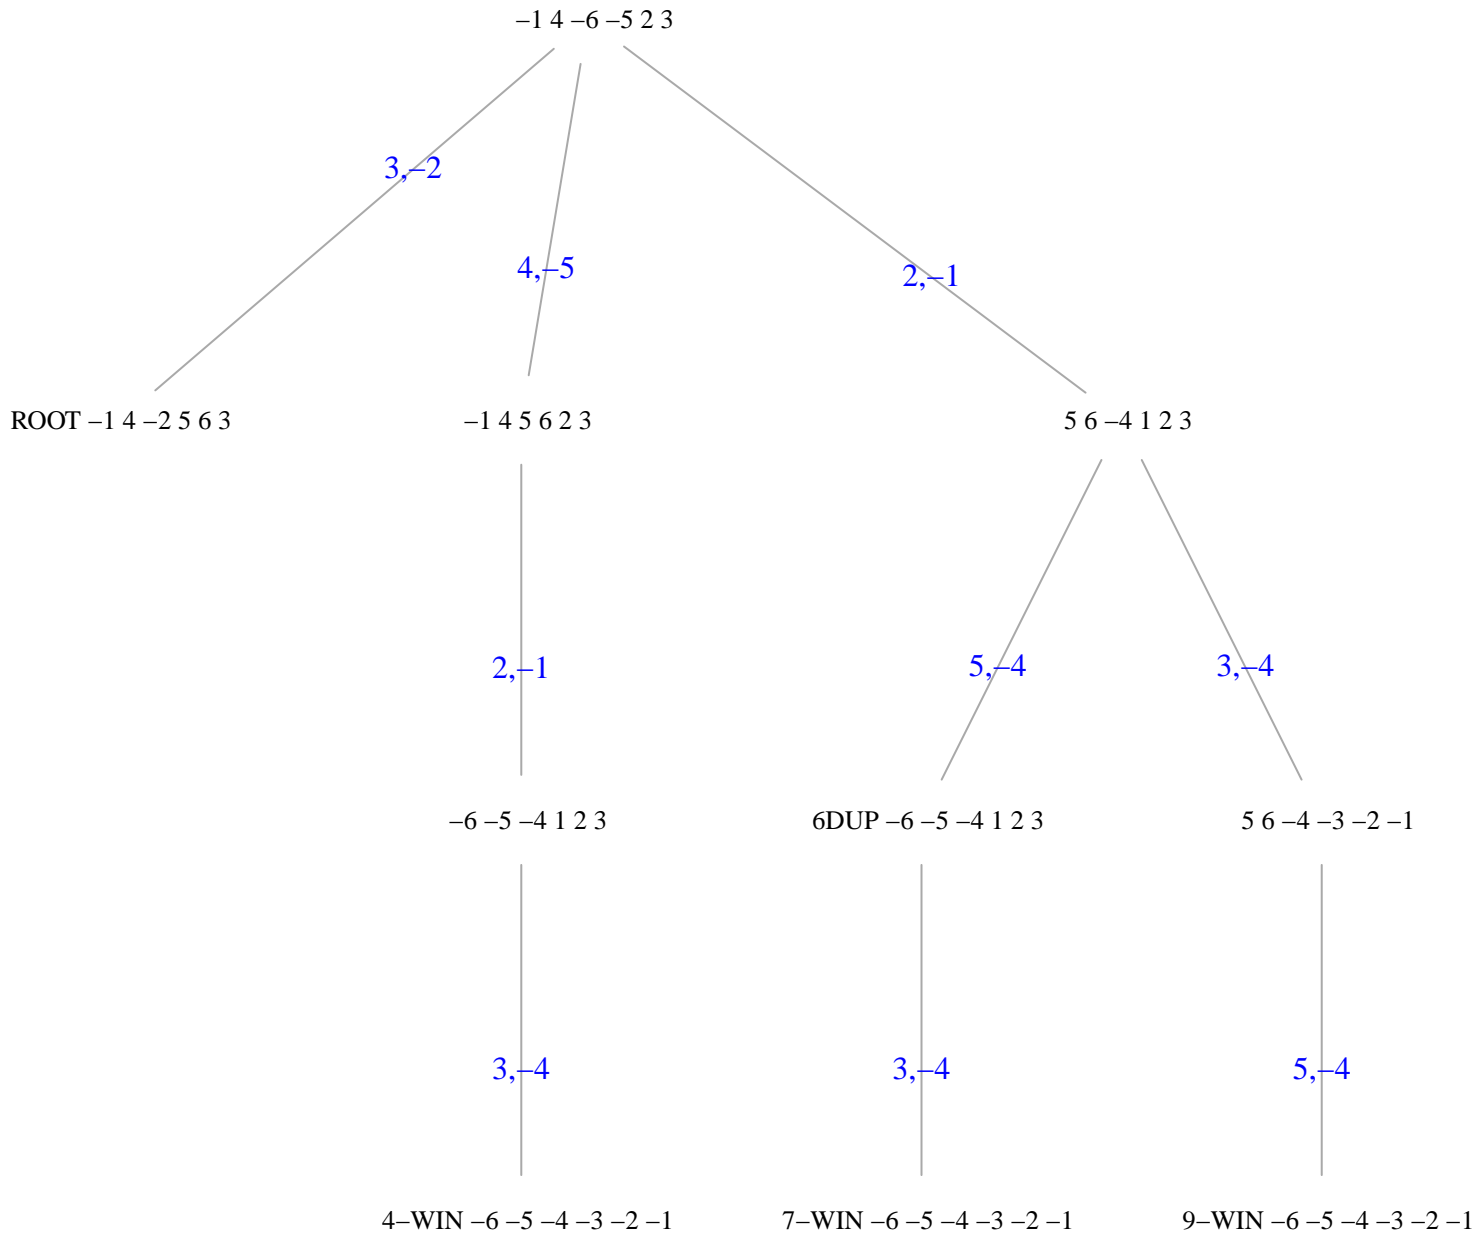 –1 4 –6 –5 2 3
3,–2
4,–5
2,–1
ROOT –1 4 –2 5 6 3
–1 4 5 6 2 3
5 6 –4 1 2 3
2,–1
5,–4
3,–4
–6 –5 –4 1 2 3
6DUP –6 –5 –4 1 2 3
5 6 –4 –3 –2 –1
3,–4
3,–4
5,–4
4–WIN –6 –5 –4 –3 –2 –1
7–WIN –6 –5 –4 –3 –2 –1
9–WIN –6 –5 –4 –3 –2 –1